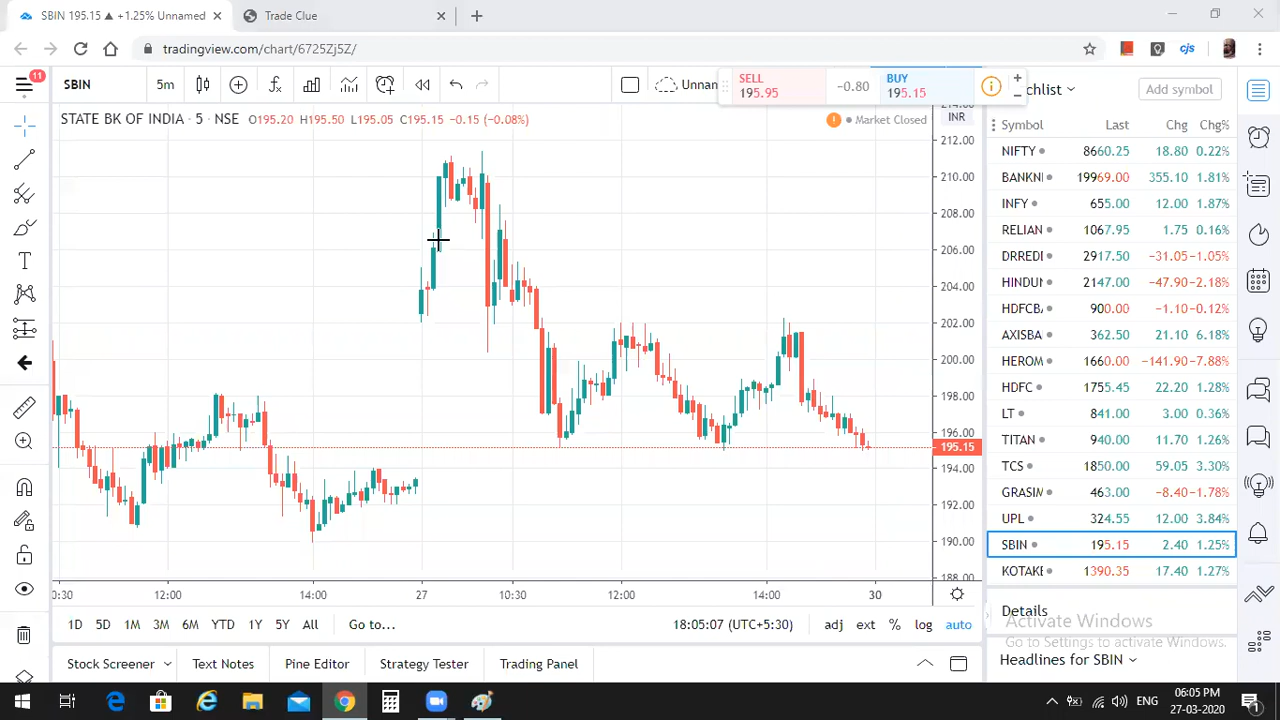 SBIN 195.15 ▲ +1.25% Unnamed
Trade Clue
tradingview.com/chart/6725Zj5Z/
cjs
11
SBIN
5m
Unnam
SELL
195.95
−0.80
BUY
195.15
chlist
Add symbol
STATE BK OF INDIA · 5 · NSE O195.20 H195.50 L195.05 C195.15 −0.15 (−0.08%)
Market Closed
INR
214.00
212.00
210.00
208.00
206.00
204.00
202.00
200.00
198.00
196.00
195.15
194.00
192.00
190.00
188.00
Symbol Last Chg Chg%
NIFTY 8660.25 18.80 0.22%
BANKNI 19969.00 355.10 1.81%
INFY 655.00 12.00 1.87%
RELIAN 1067.95 1.75 0.16%
DRREDI 2917.50 −31.05 −1.05%
HINDUN 2147.00 −47.90 −2.18%
HDFCBA 900.00 −1.10 −0.12%
AXISBA 362.50 21.10 6.18%
HEROM 1660.00 −141.90 −7.88%
HDFC 1755.45 22.20 1.28%
LT 841.00 3.00 0.36%
TITAN 940.00 11.70 1.26%
TCS 1850.00 59.05 3.30%
GRASIM 463.00 −8.40 −1.78%
UPL 324.55 12.00 3.84%
SBIN 195.15 2.40 1.25%
KOTAKE 1390.35 17.40 1.27%
0:30 12:00 14:00 27 10:30 12:00 14:00 30
1D 5D 1M 3M 6M YTD 1Y 5Y All Go to... 18:05:07 (UTC+5:30) adj ext % log auto
Details
Activate Windows
Go to Settings to activate Windows.
Headlines for SBIN
Stock Screener Text Notes Pine Editor Strategy Tester Trading Panel
ENG
06:05 PM
27-03-2020
1